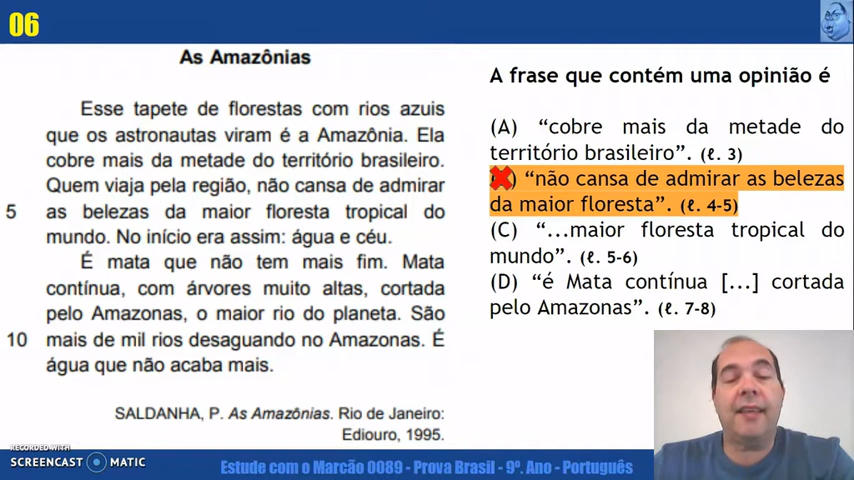 06
As Amazônias
Esse tapete de florestas com rios azuis
que os astronautas viram é a Amazônia. Ela
cobre mais da metade do território brasileiro.
Quem viaja pela região, não cansa de admirar
5 as belezas da maior floresta tropical do
mundo. No início era assim: água e céu.
É mata que não tem mais fim. Mata
contínua, com árvores muito altas, cortada
pelo Amazonas, o maior rio do planeta. São
10 mais de mil rios desaguando no Amazonas. É
água que não acaba mais.
SALDANHA, P. As Amazônias. Rio de Janeiro:
Ediouro, 1995.
A frase que contém uma opinião é
(A) “cobre mais da metade do
território brasileiro”. (ℓ. 3)
) “não cansa de admirar as belezas
da maior floresta”. (ℓ. 4-5)
(C) “...maior floresta tropical do
mundo”. (ℓ. 5-6)
(D) “é Mata contínua [...] cortada
pelo Amazonas”. (ℓ. 7-8)
RECORDED WITH
SCREENCAST MATIC
Estude com o Marcão 0089 - Prova Brasil - 9º. Ano - Português